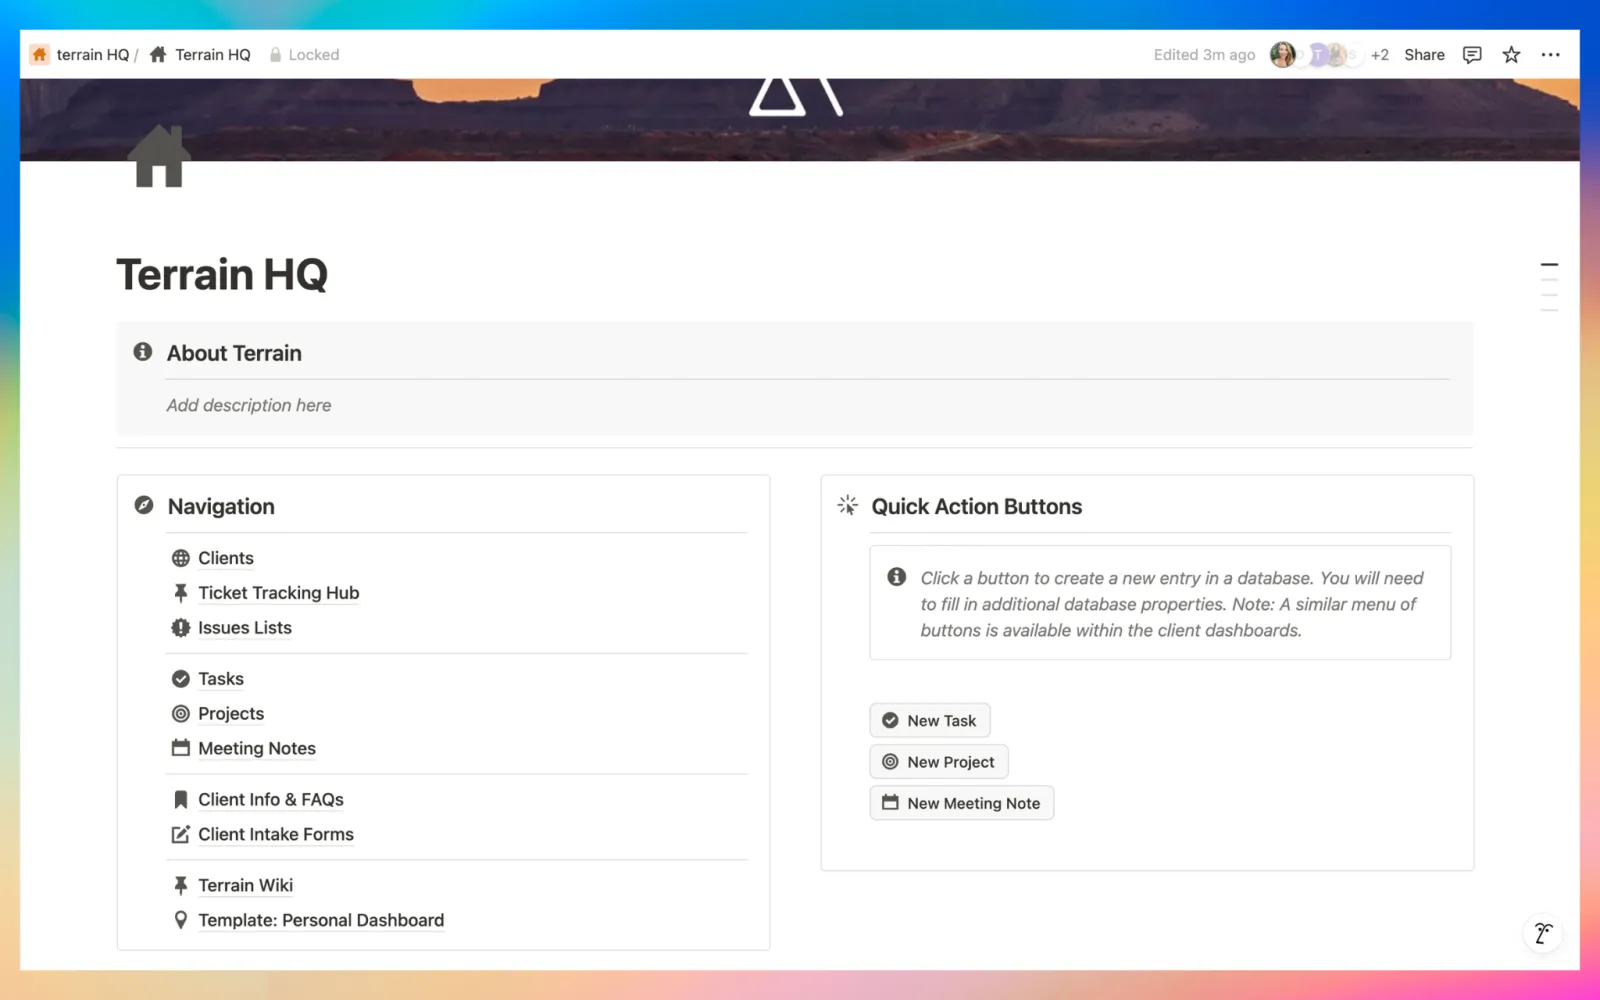 terrain HQ / Terrain HQ Locked
Edited 3m ago T S +2 Share
Terrain HQ
About Terrain
Add description here
Navigation
Clients
Ticket Tracking Hub
Issues Lists
Tasks
Projects
Meeting Notes
Client Info & FAQs
Client Intake Forms
Terrain Wiki
Template: Personal Dashboard
Quick Action Buttons
Click a button to create a new entry in a database. You will need
to fill in additional database properties. Note: A similar menu of
buttons is available within the client dashboards.
New Task
New Project
New Meeting Note